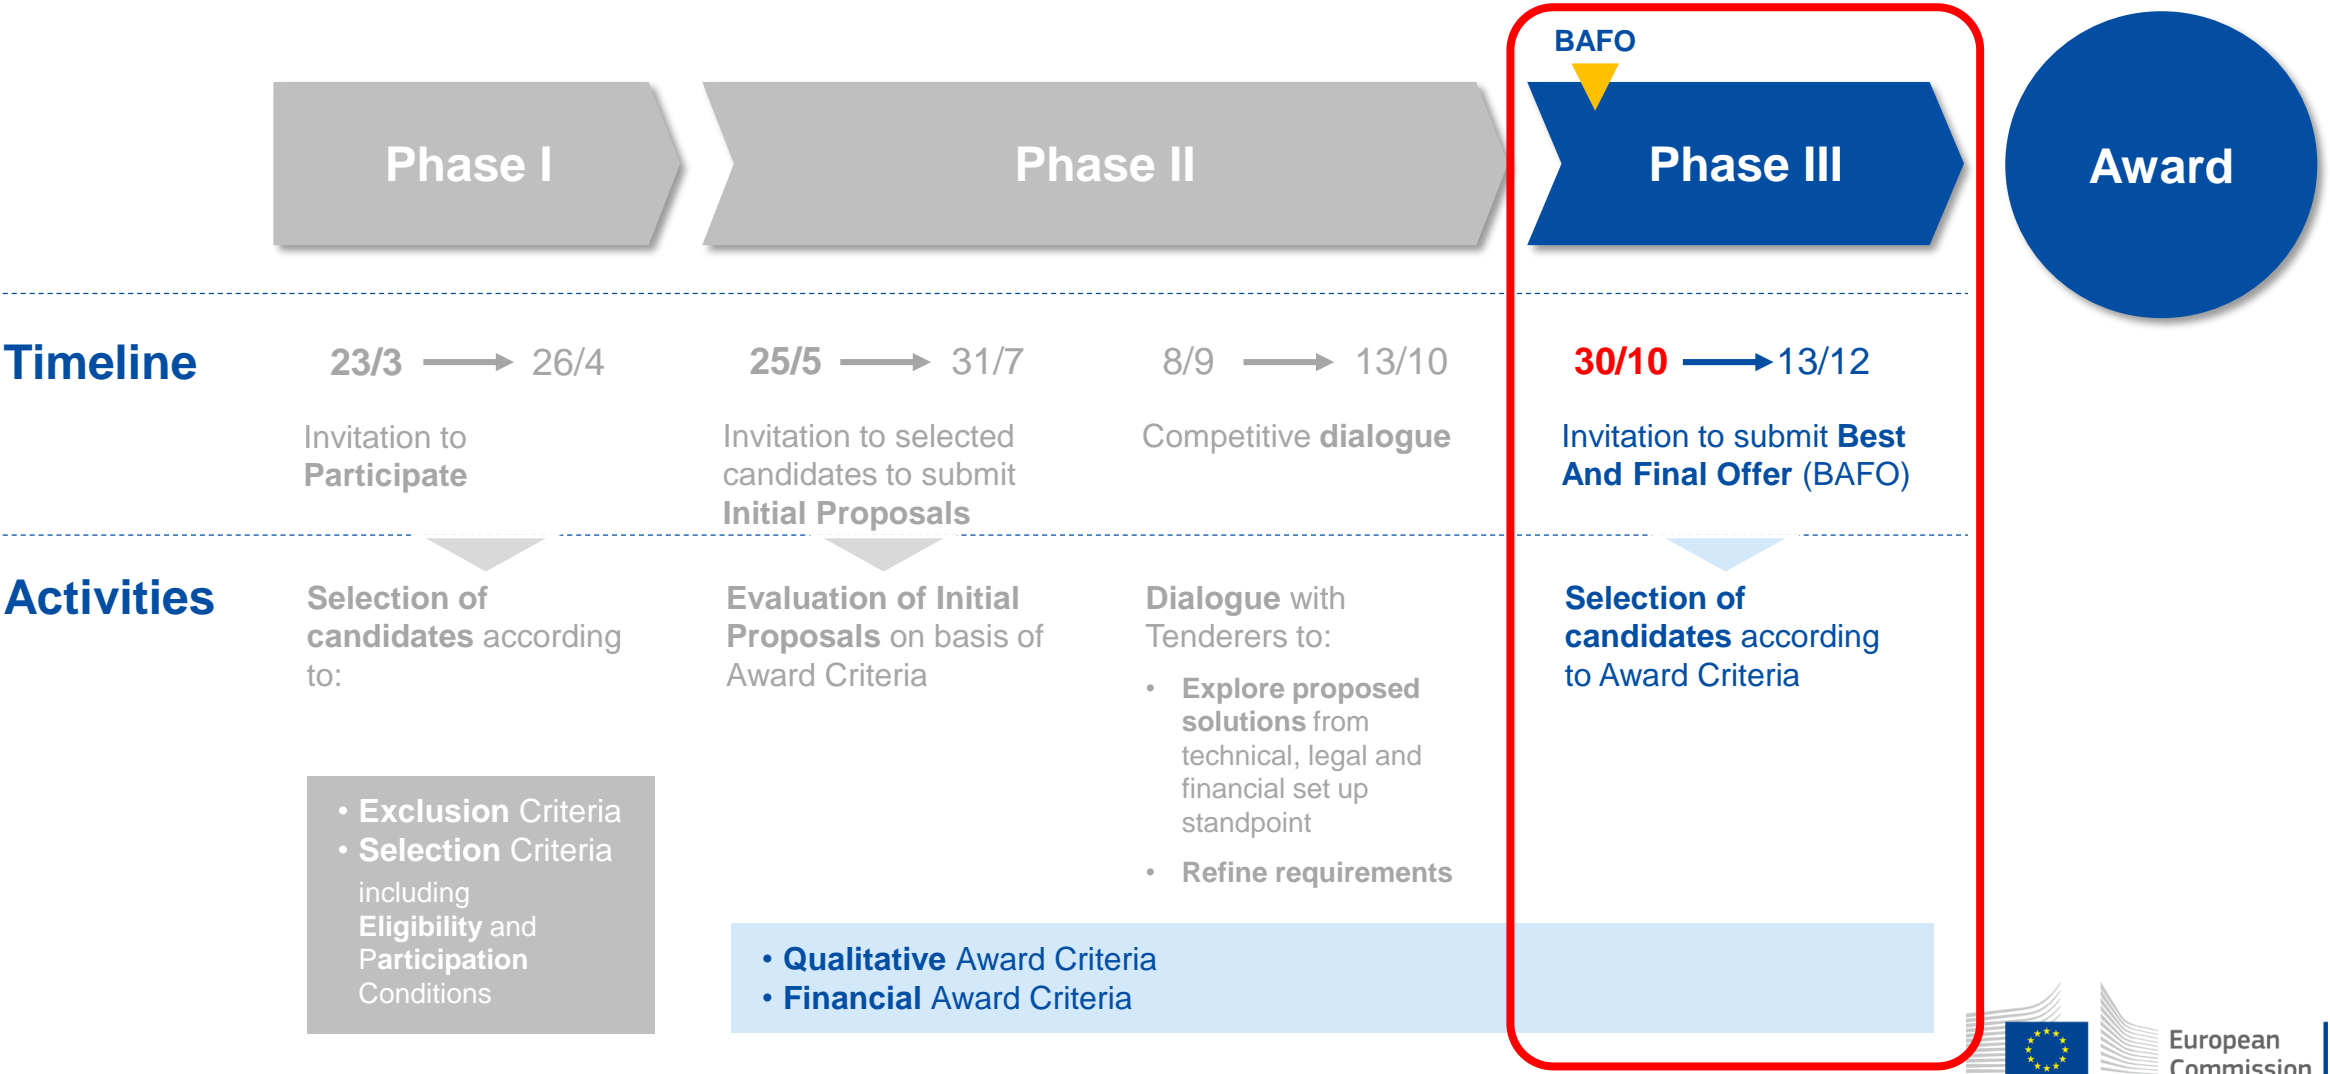 BAFO
Phase I
Phase II
Phase III
Award
Timeline
23/3
26/4
25/5
31/7
8/9
13/10
30/10
13/12
Invitation to
Participate
Invitation to selected
candidates to submit
Initial Proposals
Competitive dialogue
Invitation to submit Best
And Final Offer (BAFO)
Activities
Selection of
candidates according
to:
• Exclusion Criteria
• Selection Criteria
including
Eligibility and
Participation
Conditions
Evaluation of Initial
Proposals on basis of
Award Criteria
Dialogue with
Tenderers to:
• Explore proposed
solutions from
technical, legal and
financial set up
standpoint
• Refine requirements
Selection of
candidates according
to Award Criteria
• Qualitative Award Criteria
• Financial Award Criteria
European
Commission